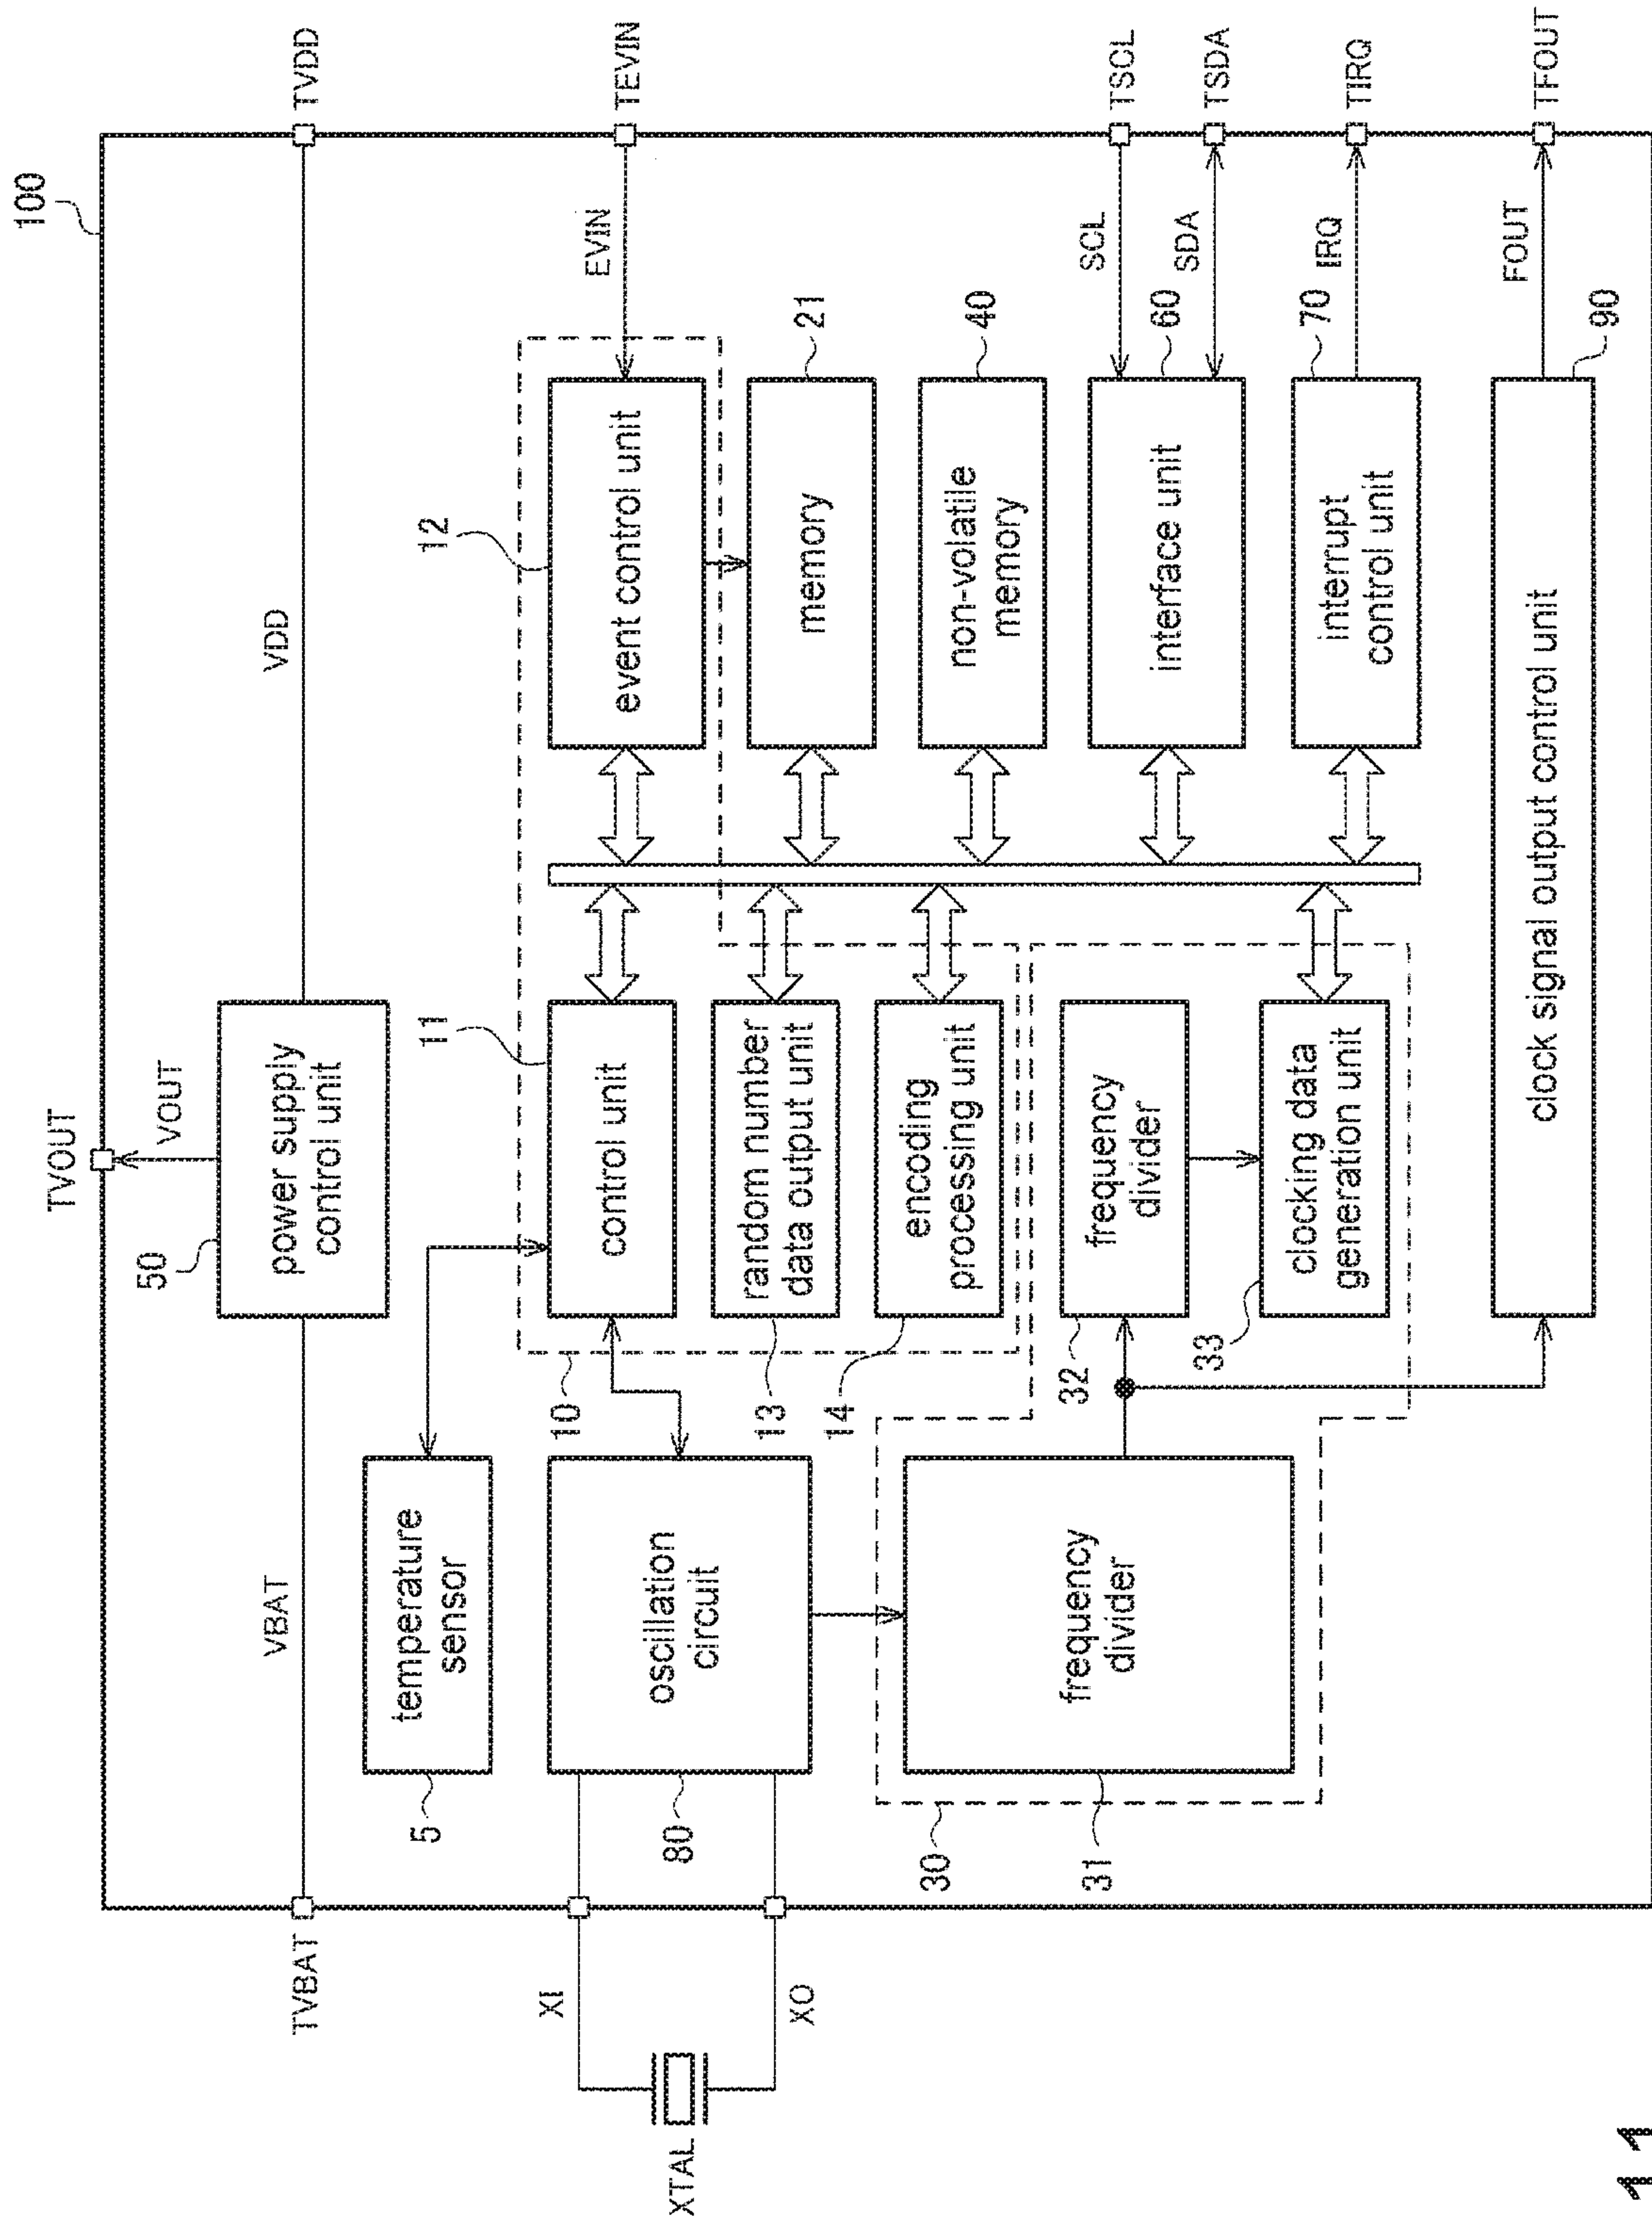 100
TVOUT
VOUT
50
power supply
control unit
TVBAT
VBAT
VDD
TVDD
temperature
sensor
5
11
12
EVIN
TEVIN
XI
XTAL
XO
oscillation
circuit
80
10
control unit
event control unit
13
random number
data output unit
memory
21
14
encoding
processing unit
non-volatile
memory
40
30
frequency
divider
31
32
frequency
divider
interface unit
60
SCL
TSCL
SDA
TSDA
33
clocking data
generation unit
interrupt
control unit
70
IRQ
TIRQ
clock signal output control unit
90
FOUT
TFOUT
11